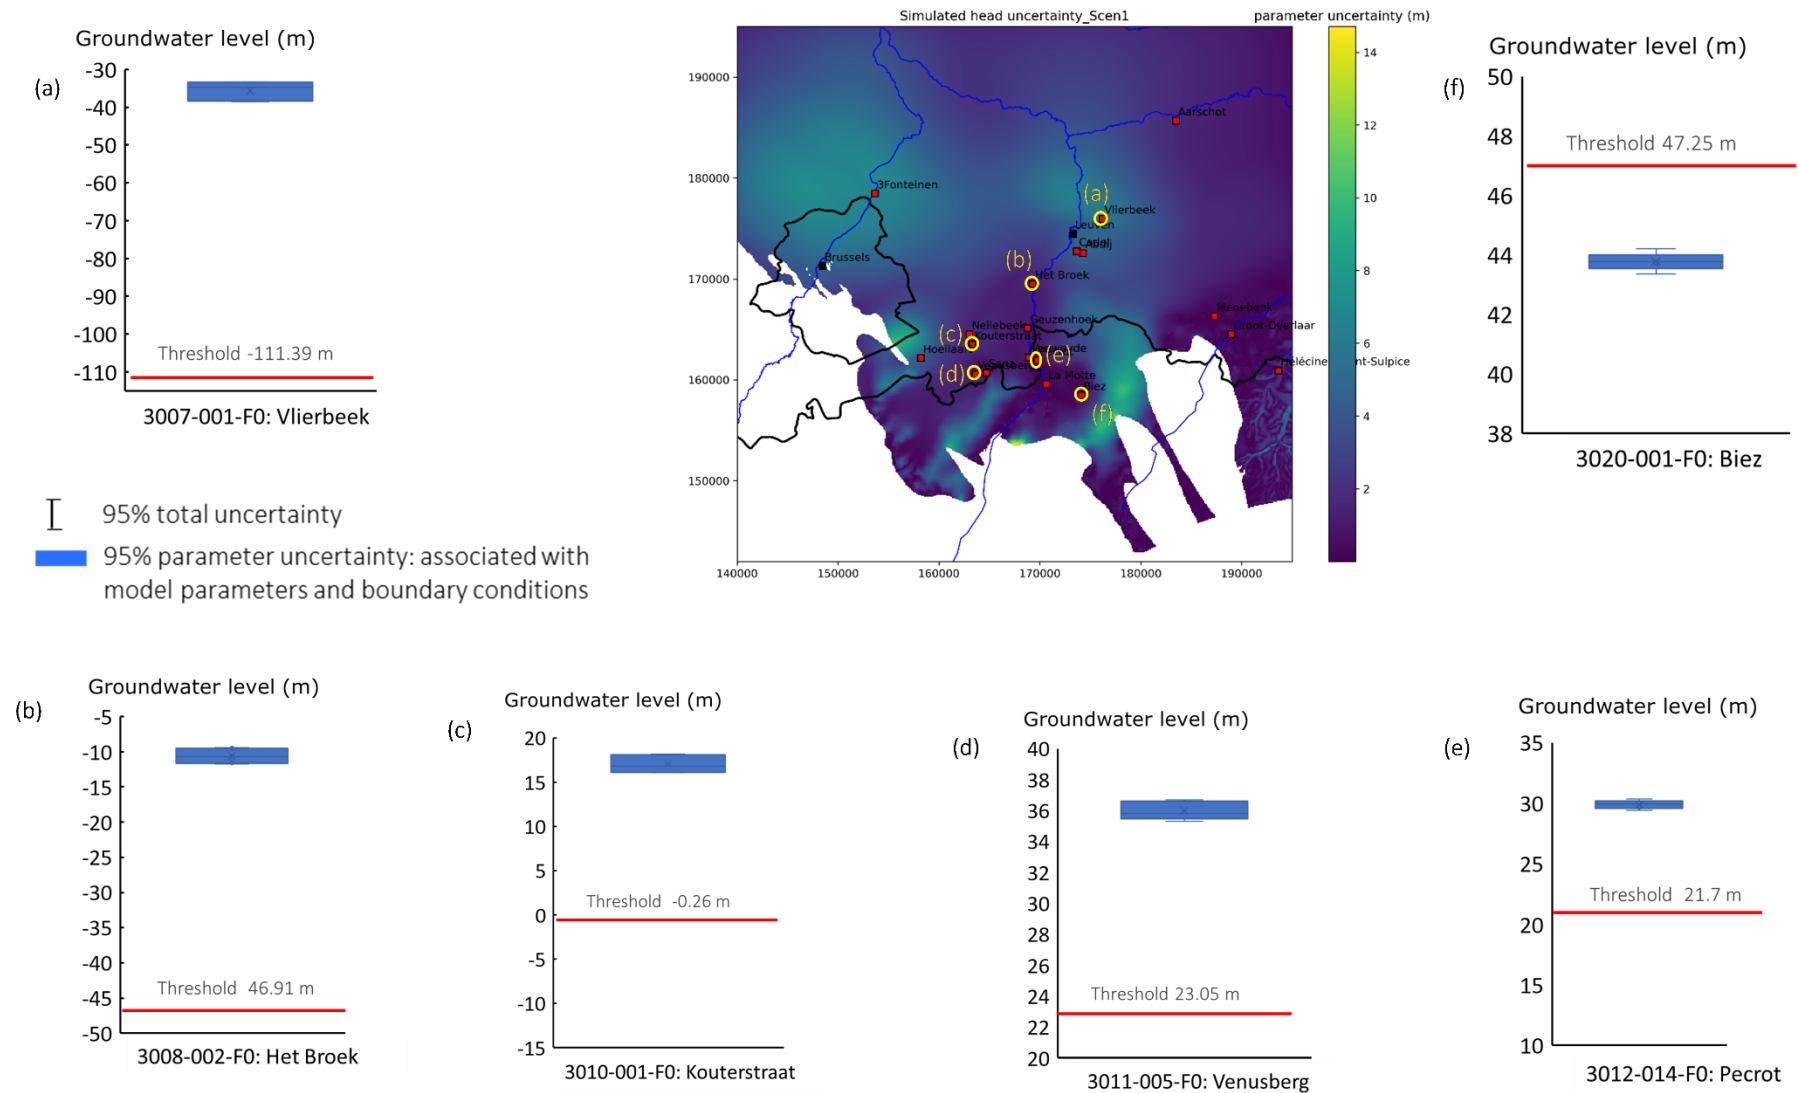 Groundwater level (m)
(a)
-30
-40
-50
-60
-70
-80
-90
-100
-110
Threshold -111.39 m
3007-001-F0: Vlierbeek
95% total uncertainty
95% parameter uncertainty: associated with
model parameters and boundary conditions
Simulated head uncertainty_Scen1
parameter uncertainty (m)
190000
180000
170000
160000
150000
140000
150000
160000
170000
180000
190000
14
12
10
8
6
4
2
Aarschot
3Fonteinen
(a)
Vlierbeek
Leuven
Cadol
Abdij
Brussels
(b)
Het Broek
Menebeek
Groot-Overlaar
Geuzenhoek
Nellebeek
(c)
Kouterstraat
Hoeilaart
(e)
(d)
La Motte
Biez
(f)
Groundwater level (m)
(f)
50
48
46
44
42
40
38
Threshold 47.25 m
3020-001-F0: Biez
Groundwater level (m)
(b)
-5
-10
-15
-20
-25
-30
-35
-40
-45
-50
Threshold 46.91 m
3008-002-F0: Het Broek
Groundwater level (m)
(c)
20
15
10
5
0
-5
-10
-15
Threshold -0.26 m
3010-001-F0: Kouterstraat
Groundwater level (m)
(d)
40
38
36
34
32
30
28
26
24
22
20
Threshold 23.05 m
3011-005-F0: Venusberg
Groundwater level (m)
(e)
35
30
25
20
15
10
Threshold 21.7 m
3012-014-F0: Pecrot